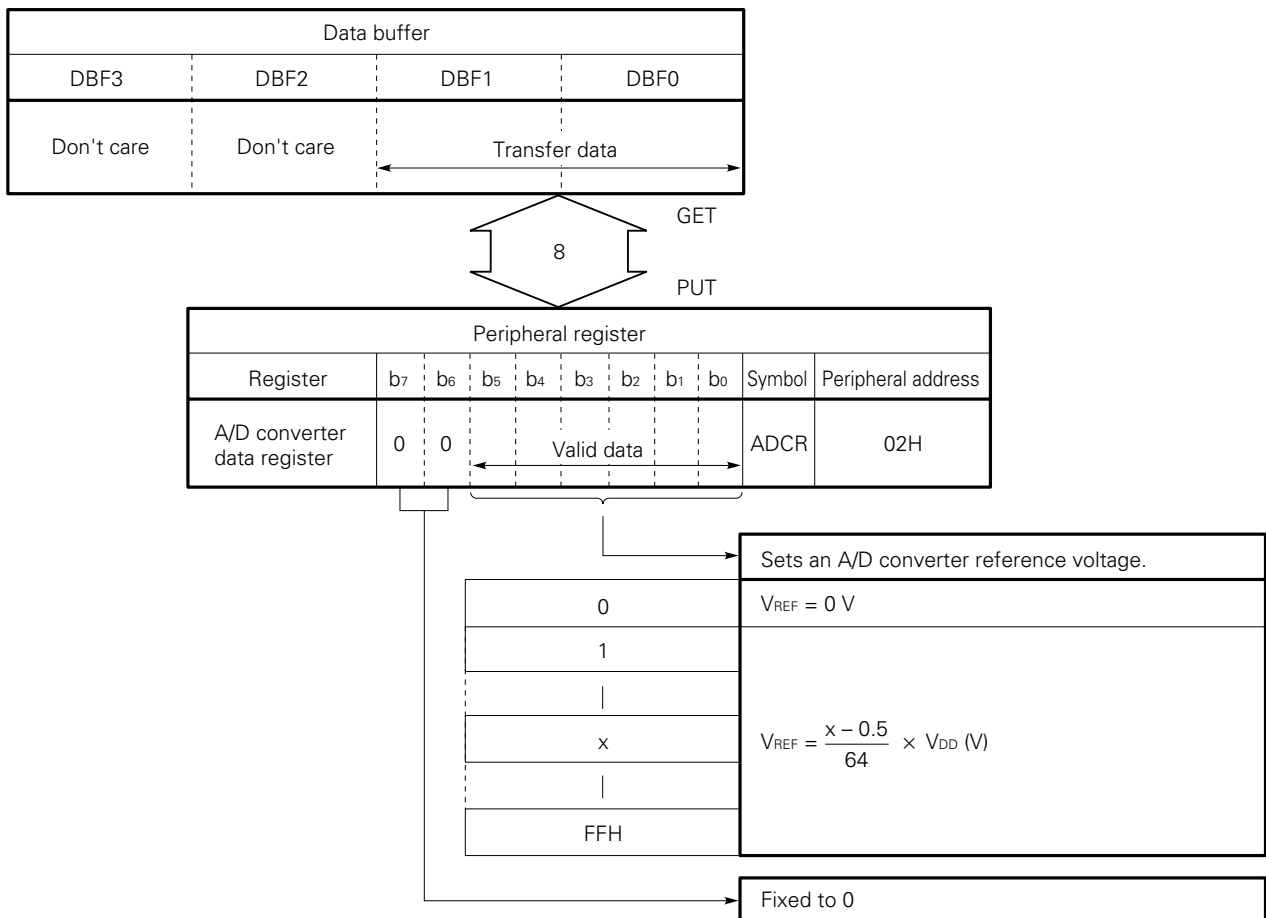 Data buffer
DBF3 DBF2 DBF1 DBF0
Don't care Don't care Transfer data
GET
8
PUT
Peripheral register
Register b7 b6 b5 b4 b3 b2 b1 b0 Symbol Peripheral address
A/D converter
data register
0 0 Valid data ADCR 02H
Sets an A/D converter reference voltage.
0 VREF = 0 V
1
|
x
VREF = x – 0.5 / 64 × VDD (V)
|
FFH
Fixed to 0